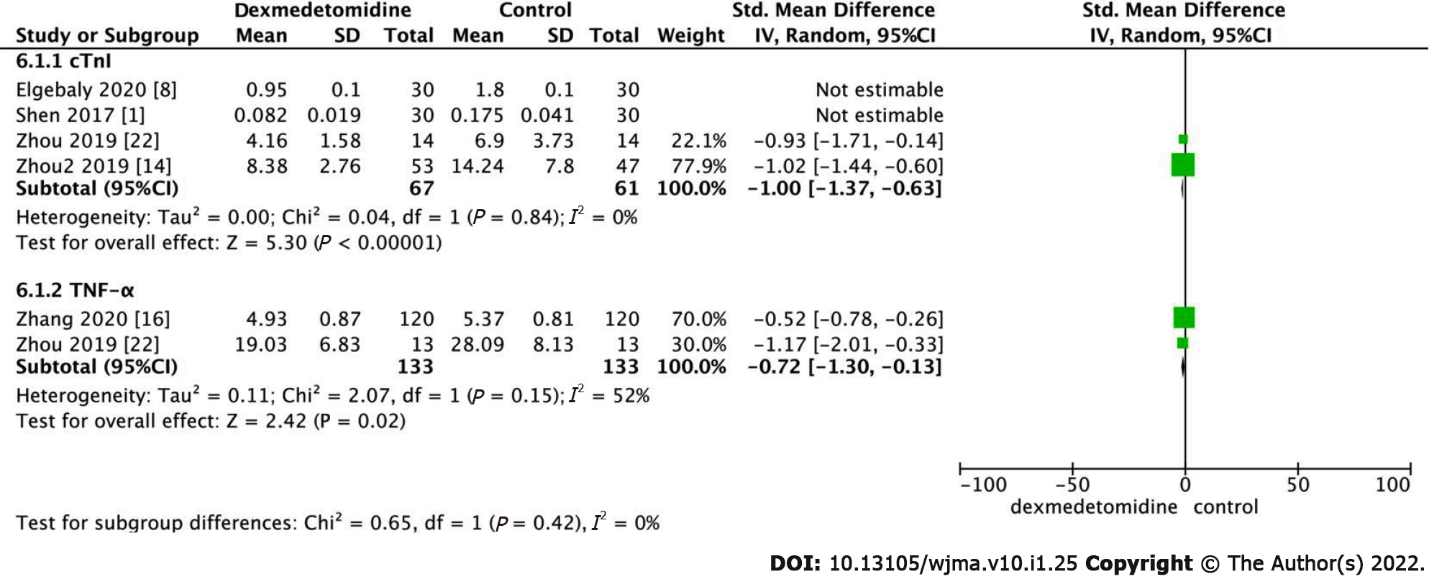 Dexmedetomidine Control Std. Mean Difference Std. Mean Difference
Study or Subgroup Mean SD Total Mean SD Total Weight IV, Random, 95%CI IV, Random, 95%CI
6.1.1 cTnI
Elgebaly 2020 [8] 0.95 0.1 30 1.8 0.1 30 Not estimable
Shen 2017 [1] 0.082 0.019 30 0.175 0.041 30 Not estimable
Zhou 2019 [22] 4.16 1.58 14 6.9 3.73 14 22.1% −0.93 [−1.71, −0.14]
Zhou2 2019 [14] 8.38 2.76 53 14.24 7.8 47 77.9% −1.02 [−1.44, −0.60]
Subtotal (95%CI) 67 61 100.0% −1.00 [−1.37, −0.63]
Heterogeneity: Tau² = 0.00; Chi² = 0.04, df = 1 (P = 0.84); I² = 0%
Test for overall effect: Z = 5.30 (P < 0.00001)
6.1.2 TNF−α
Zhang 2020 [16] 4.93 0.87 120 5.37 0.81 120 70.0% −0.52 [−0.78, −0.26]
Zhou 2019 [22] 19.03 6.83 13 28.09 8.13 13 30.0% −1.17 [−2.01, −0.33]
Subtotal (95%CI) 133 133 100.0% −0.72 [−1.30, −0.13]
Heterogeneity: Tau² = 0.11; Chi² = 2.07, df = 1 (P = 0.15); I² = 52%
Test for overall effect: Z = 2.42 (P = 0.02)
−100 −50 0 50 100
dexmedetomidine control
Test for subgroup differences: Chi² = 0.65, df = 1 (P = 0.42), I² = 0%
DOI: 10.13105/wjma.v10.i1.25 Copyright © The Author(s) 2022.